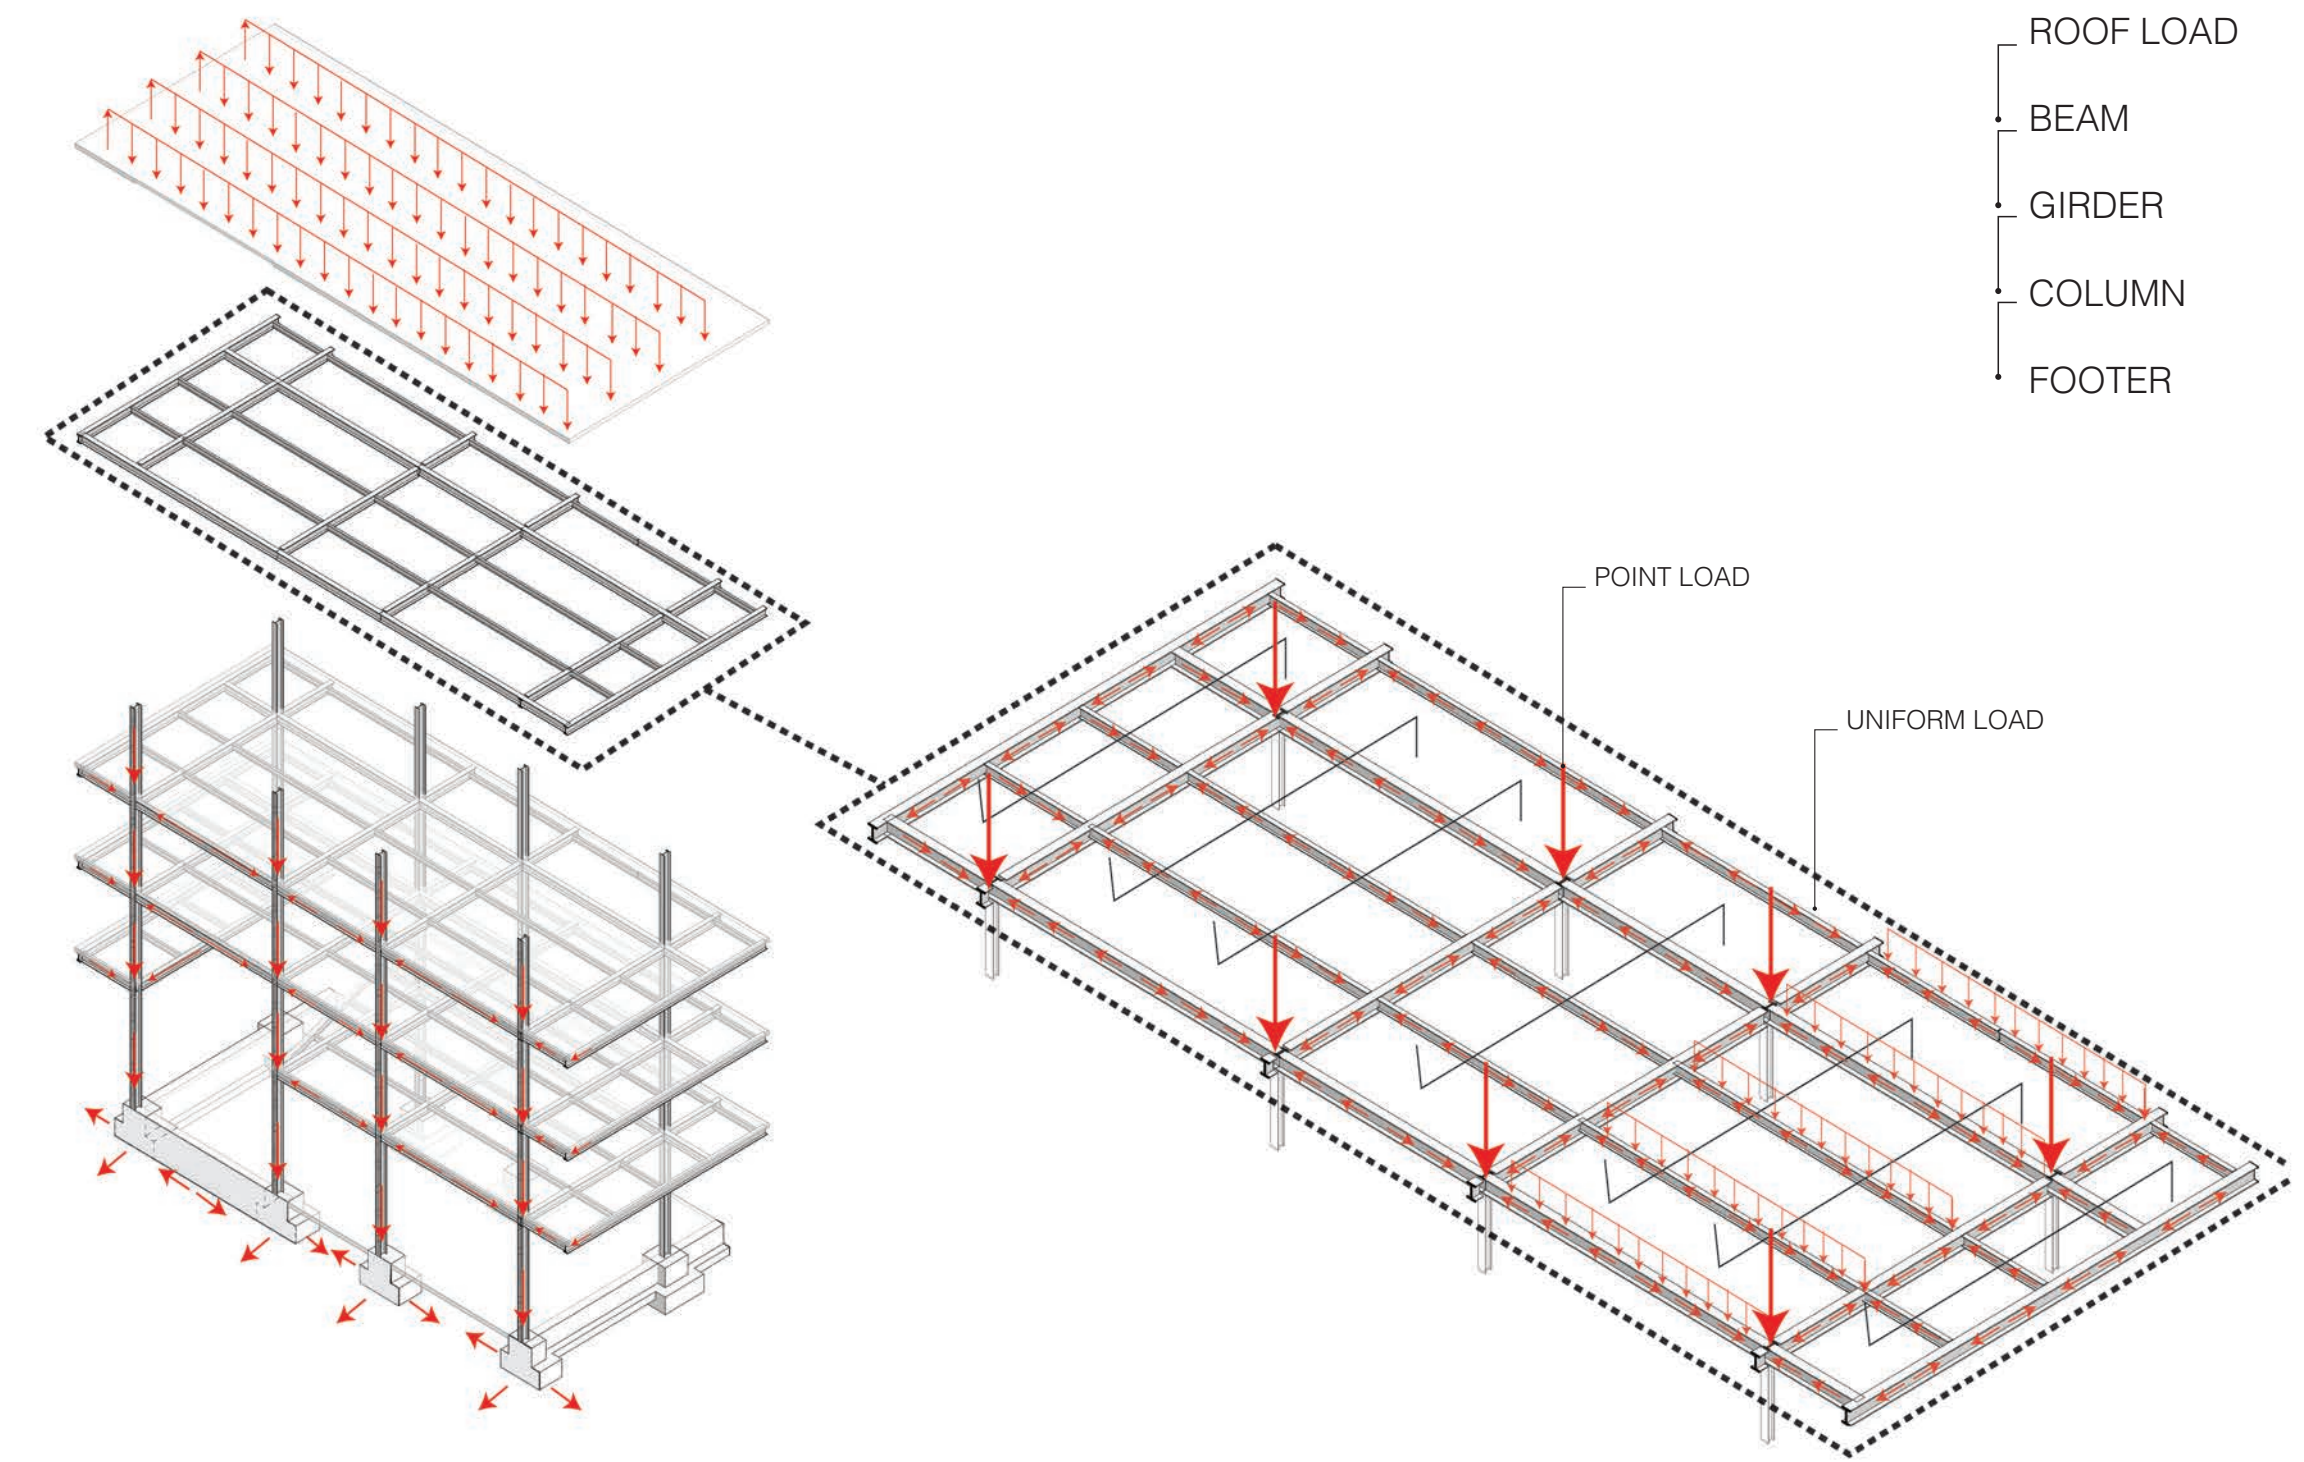 ROOF LOAD
BEAM
GIRDER
COLUMN
FOOTER
POINT LOAD
UNIFORM LOAD